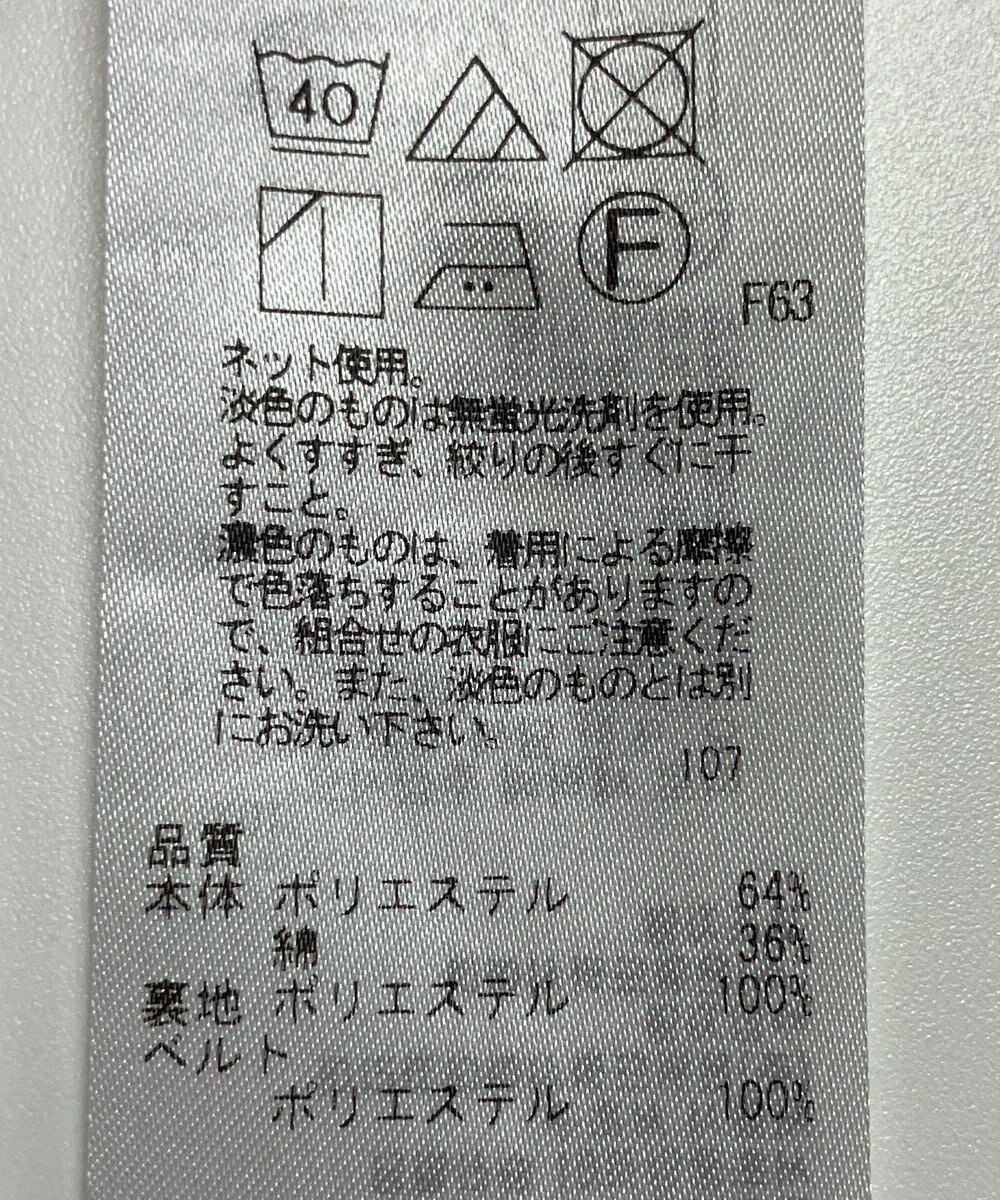 40
F
F63
ネット使用。
淡色のものは無蛍光洗剤を使用。
よくすすぎ、絞りの後すぐに干
すこと。
濃色のものは、着用による摩擦
で色落ちすることがありますの
で、組合せの衣服にご注意くだ
さい。また、淡色のものとは別
にお洗い下さい。
107
品質
本体 ポリエステル 64%
綿 36%
裏地 ポリエステル 100%
ベルト
ポリエステル 100%